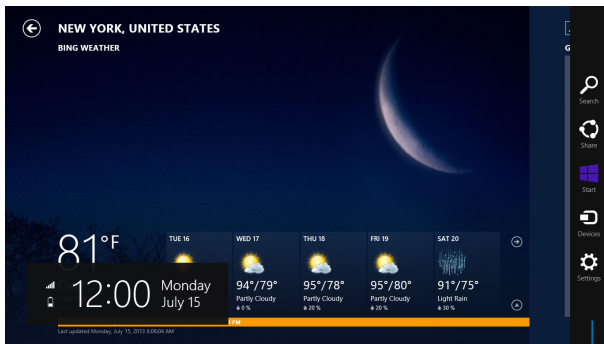 NEW YORK, UNITED STATES
BING WEATHER
G
Search
Share
Start
Devices
Settings
81°F
TUE 16
WED 17
94°/79°
Partly Cloudy
0 %
THU 18
95°/78°
Partly Cloudy
20 %
FRI 19
95°/80°
Partly Cloudy
20 %
SAT 20
91°/75°
Light Rain
30 %
12:00
Monday
July 15
PM
Last updated Monday, July 15, 2013 6:06:04 AM